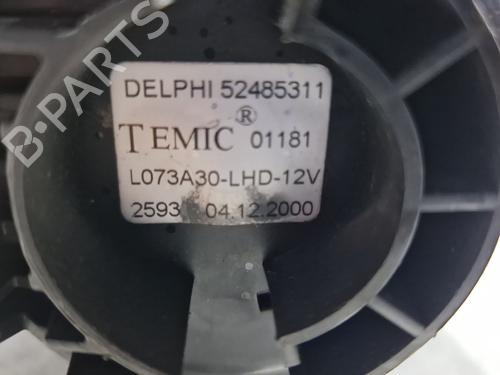 DELPHI 52485311
TEMIC® 01181
L073A30-LHD-12V
2593 04.12.2000
B-PARTS